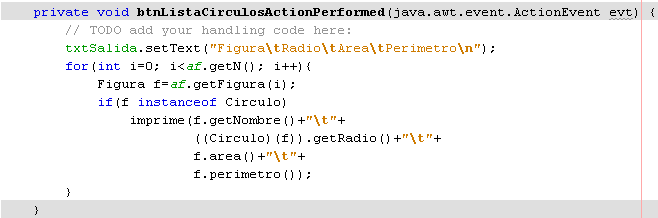 private void btnListaCirculosActionPerformed(java.awt.event.ActionEvent evt) {
// TODO add your handling code here:
txtSalida.setText("Figura\tRadio\tArea\tPerimetro\n");
for(int i=0; i<af.getN(); i++){
Figura f=af.getFigura(i);
if(f instanceof Circulo)
imprime(f.getNombre()+"\t"+
((Circulo)(f)).getRadio()+"\t"+
f.area()+"\t"+
f.perimetro());
}
}